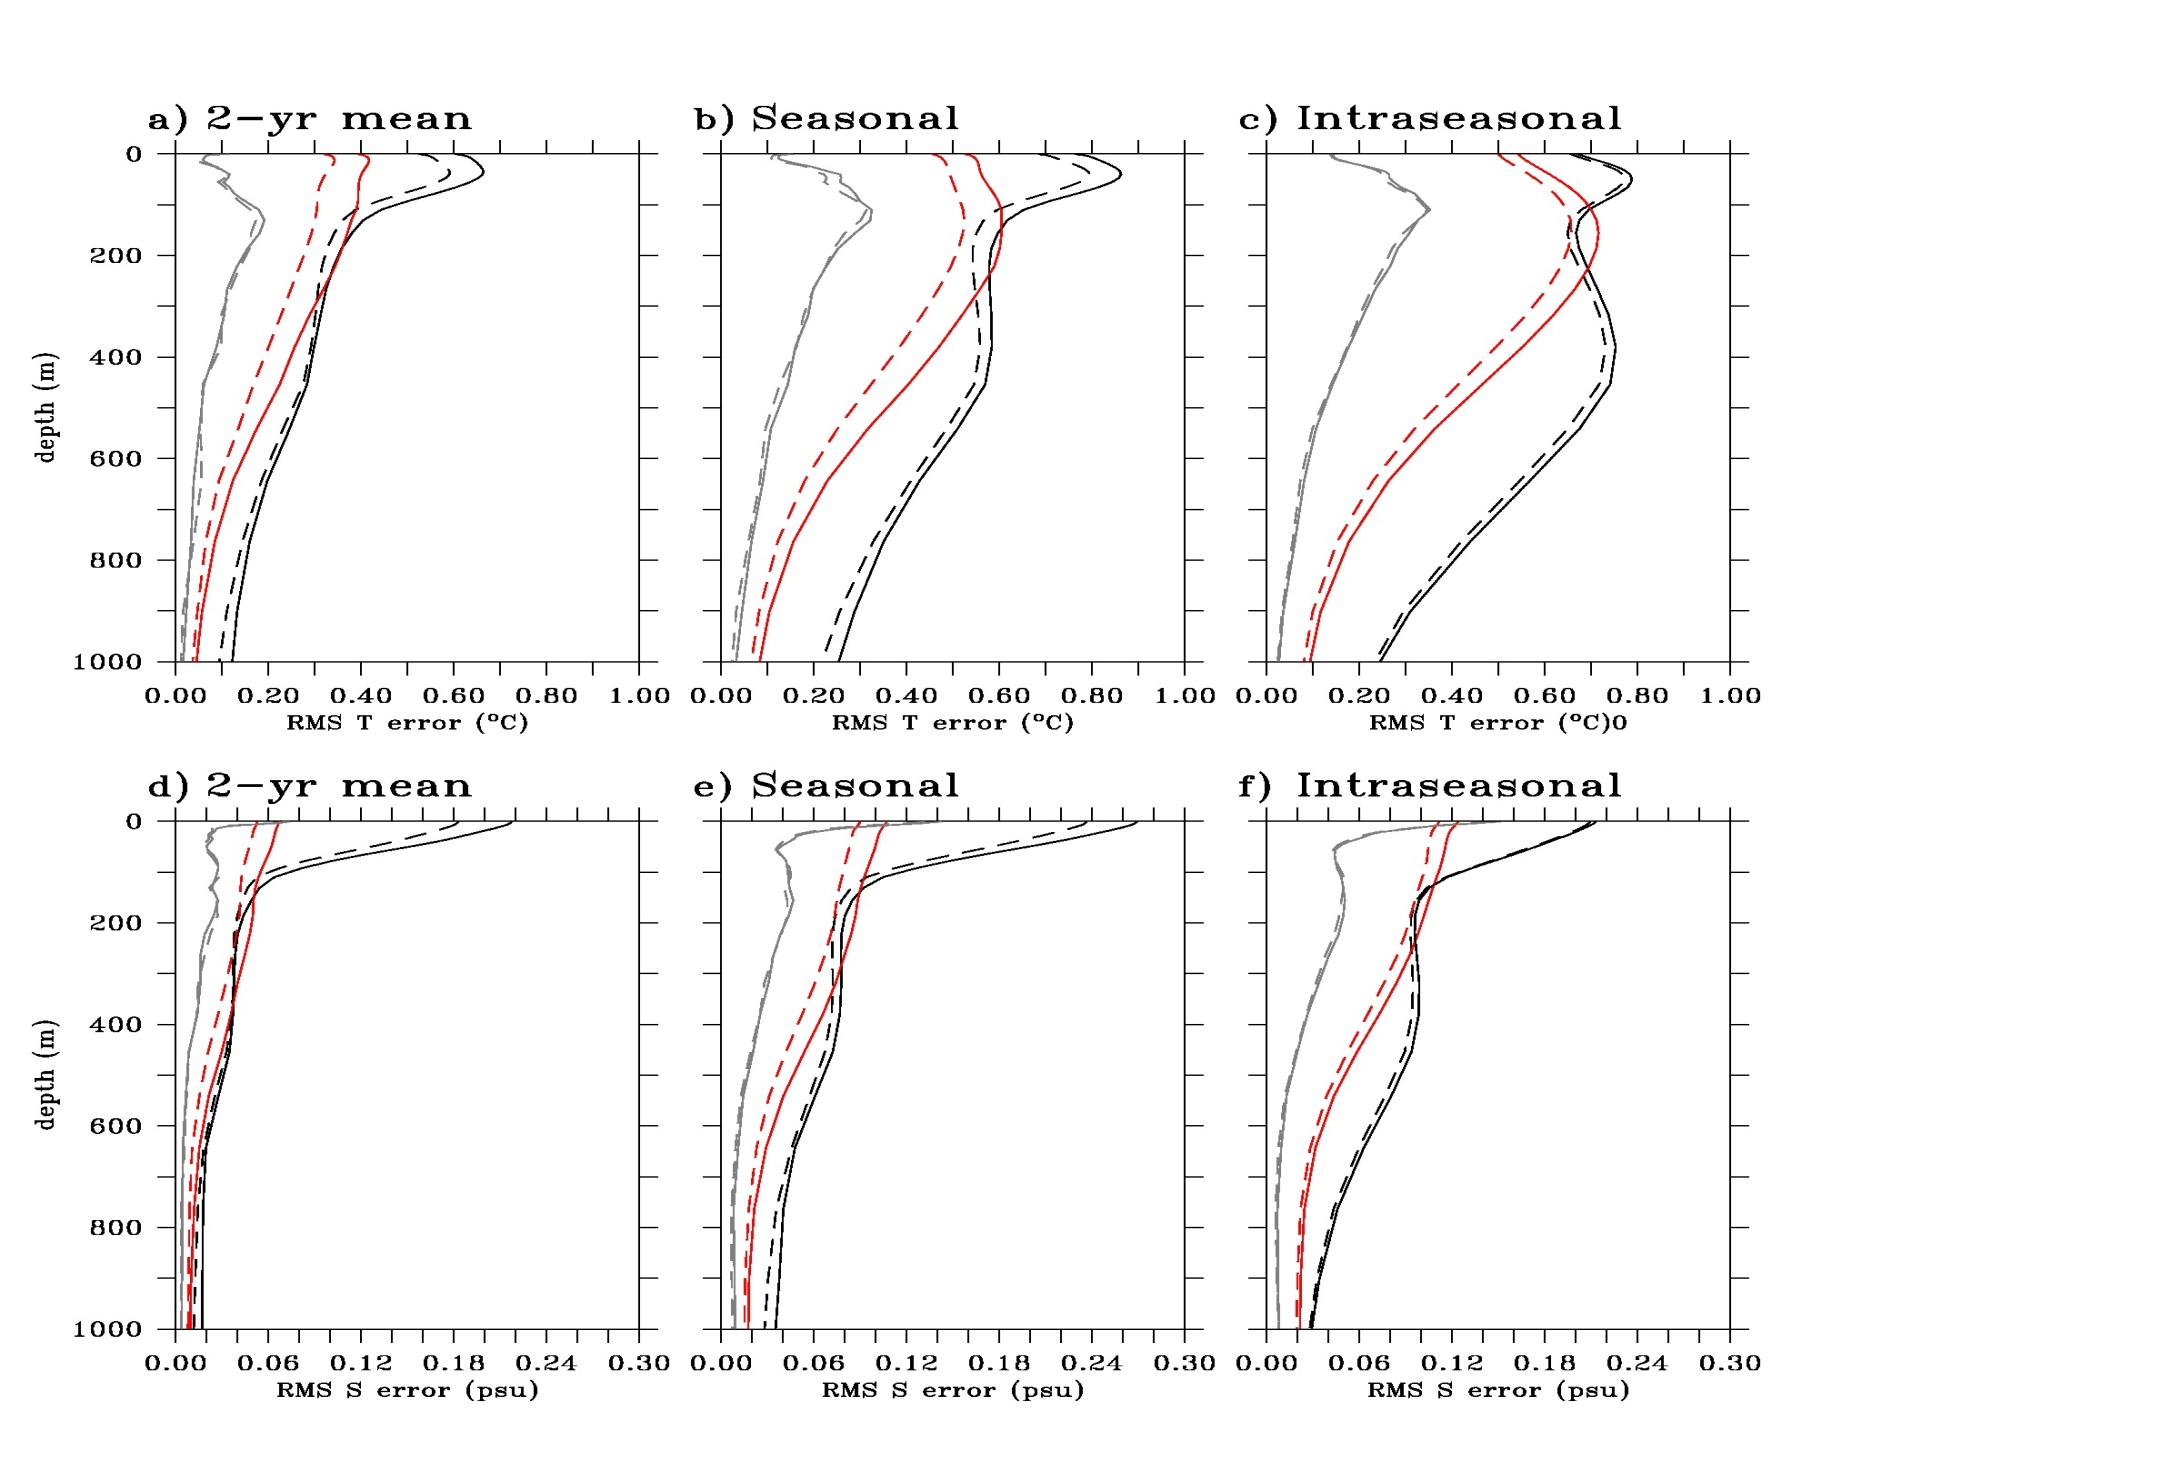 a) 2-yr mean b) Seasonal c) Intraseasonal
0
200
400
600
800
1000
depth (m)
0.00 0.20 0.40 0.60 0.80 1.00 0.00 0.20 0.40 0.60 0.80 1.00 0.00 0.20 0.40 0.60 0.80 1.00
RMS T error (°C) RMS T error (°C) RMS T error (°C)0
d) 2-yr mean e) Seasonal f) Intraseasonal
0
200
400
600
800
1000
depth (m)
0.00 0.06 0.12 0.18 0.24 0.30 0.00 0.06 0.12 0.18 0.24 0.30 0.00 0.06 0.12 0.18 0.24 0.30
RMS S error (psu) RMS S error (psu) RMS S error (psu)